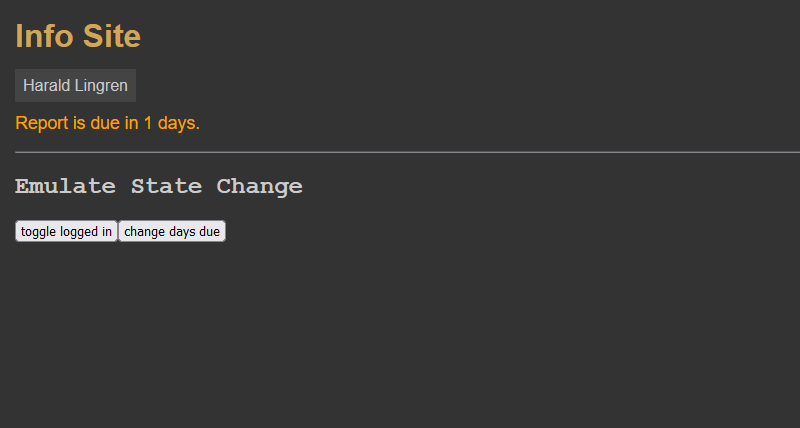 Info Site
Harald Lingren
Report is due in 1 days.
Emulate State Change
toggle logged in change days due